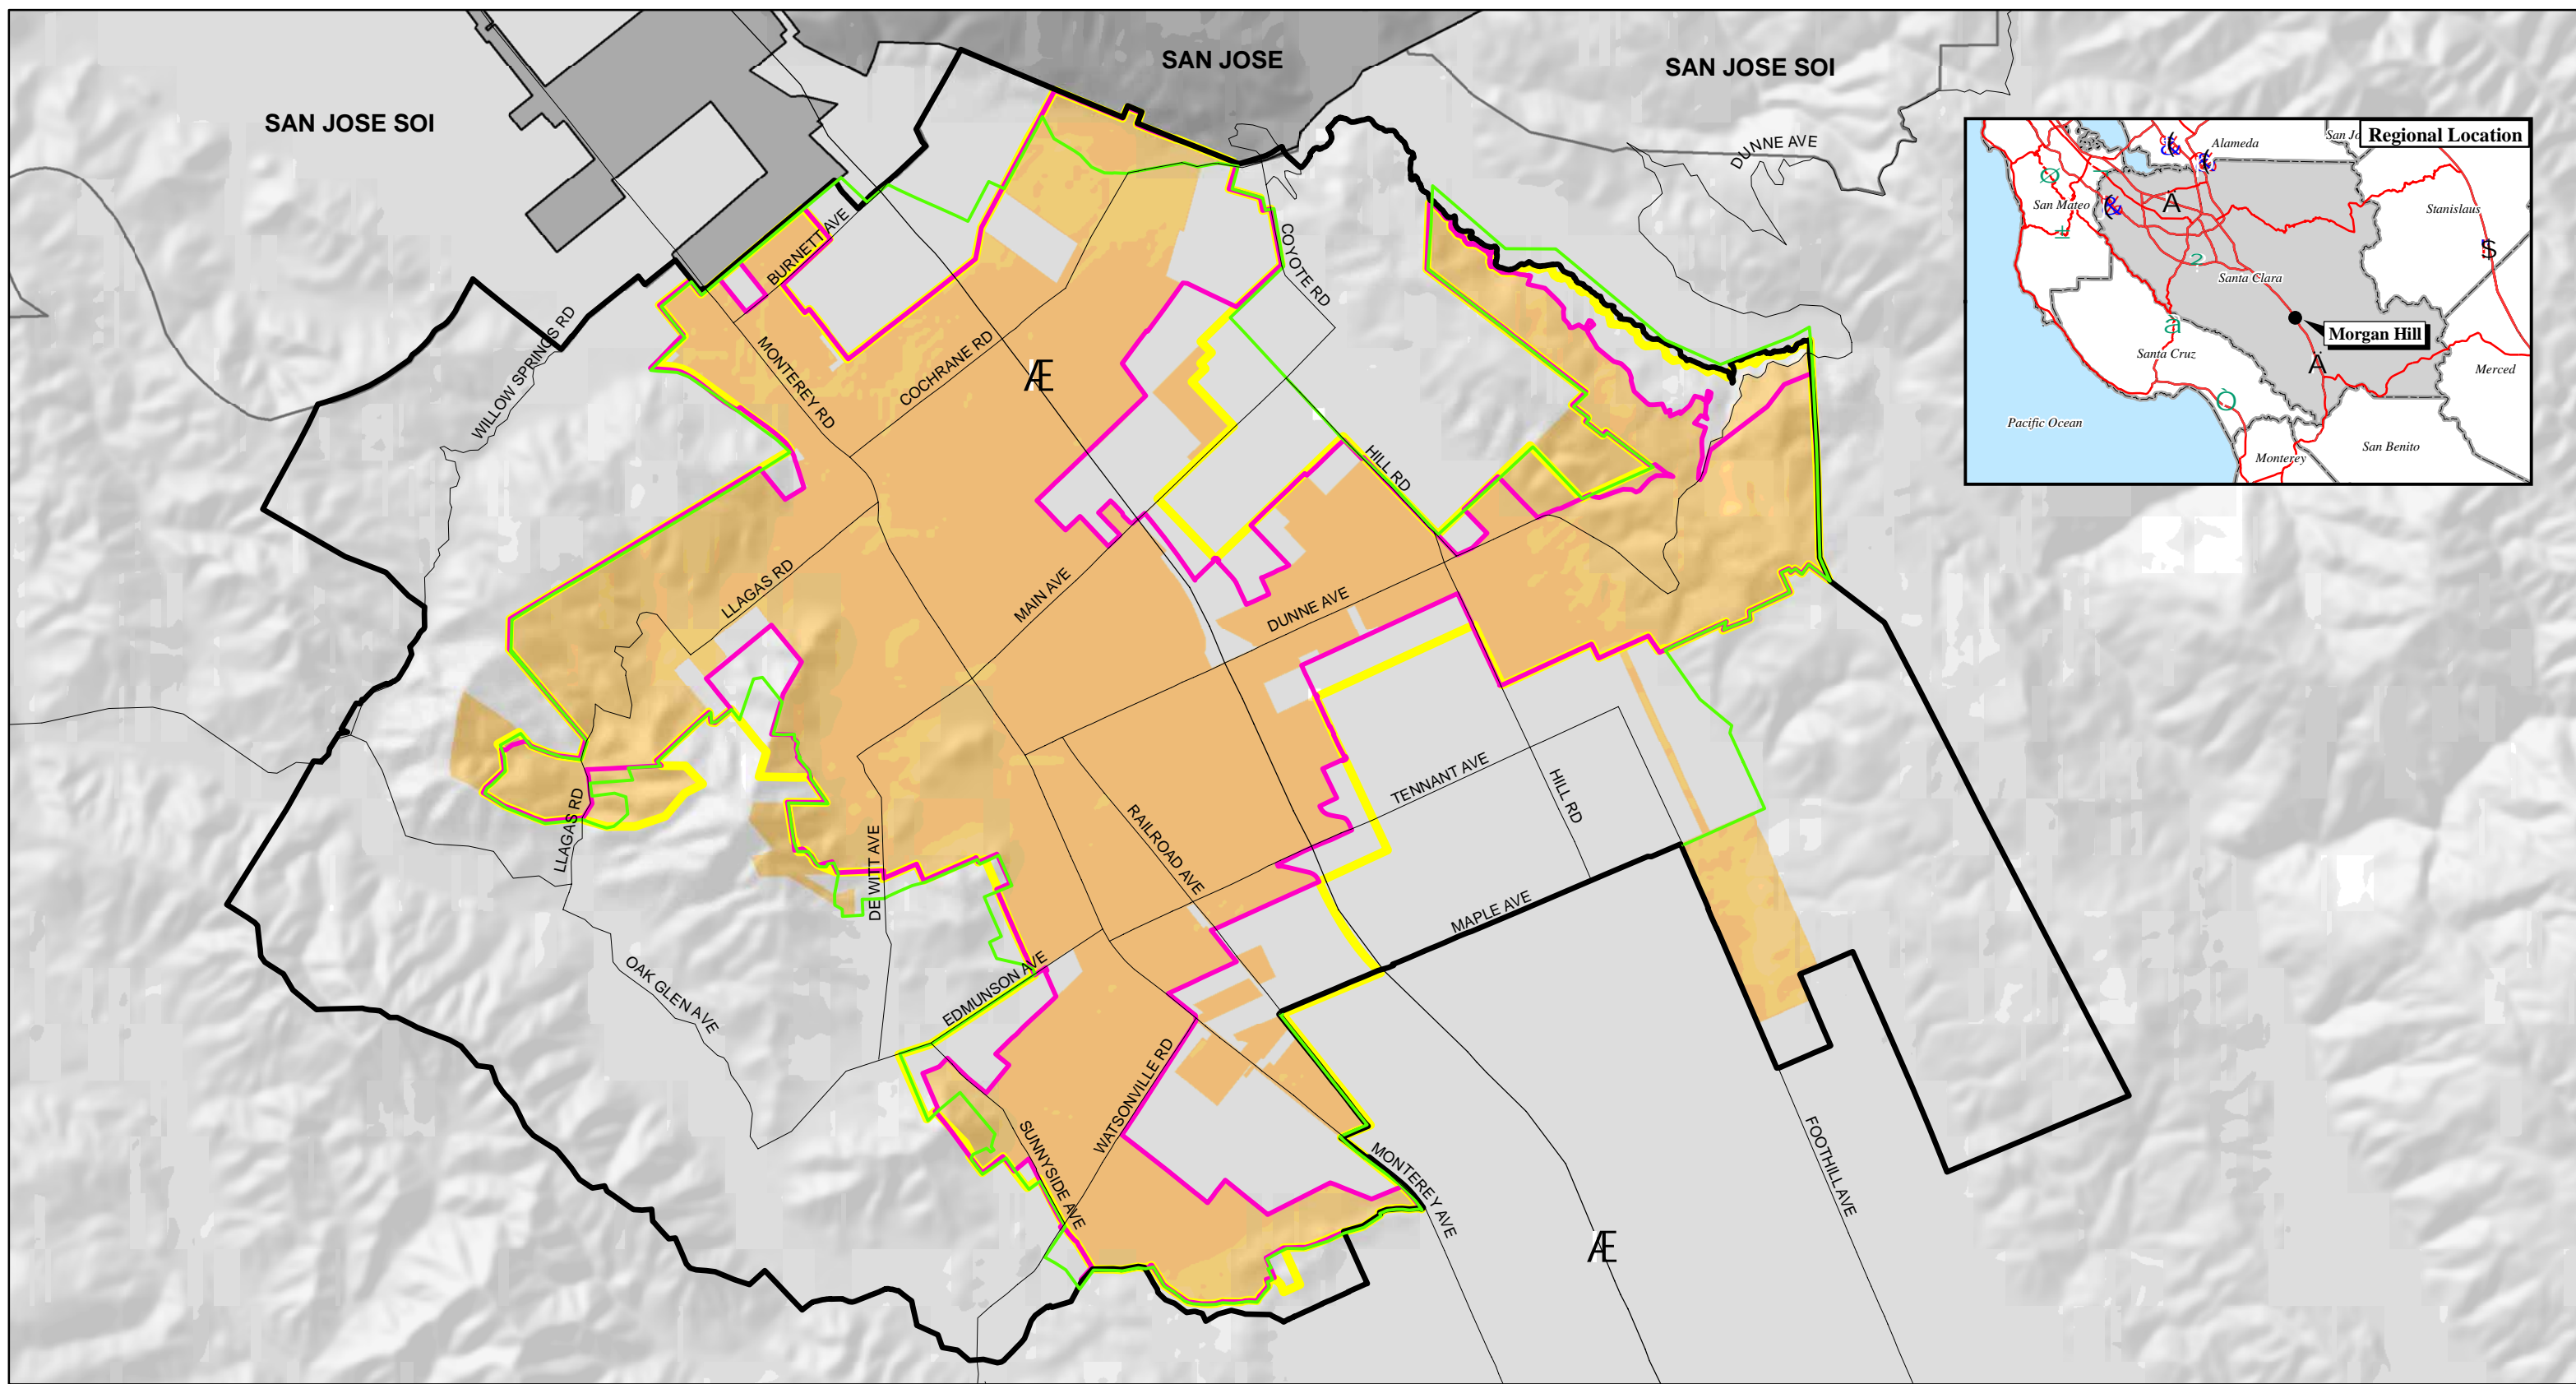 SAN JOSE
SAN JOSE SOI
SAN JOSE SOI
DUNNE AVE
Regional Location
Alameda
San Jo
San Mateo
Stanislaus
Santa Clara
Morgan Hill
Santa Cruz
Merced
Pacific Ocean
San Benito
Monterey
BURNETT AVE
COYOTE RD
WILLOW SPRINGS RD
MONTEREY RD
COCHRANE RD
Æ
HILL RD
LLAGAS RD
MAIN AVE
DUNNE AVE
TENNANT AVE
HILL RD
LLAGAS RD
DEWITT AVE
RAILROAD AVE
MAPLE AVE
OAK GLEN AVE
EDMUNSON AVE
WATSONVILLE RD
SUNNYSIDE AVE
MONTEREY AVE
FOOTHILL AVE
Æ